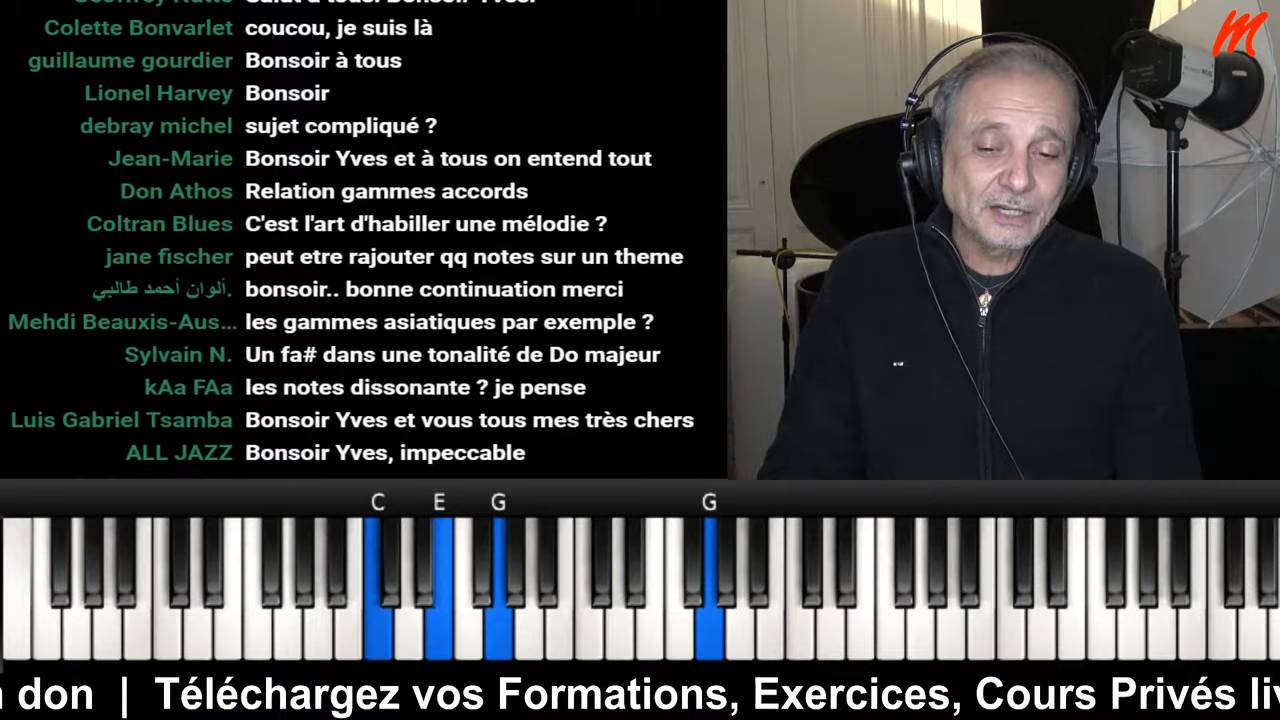 Colette Bonvarlet coucou, je suis là
guillaume gourdier Bonsoir à tous
Lionel Harvey Bonsoir
debray michel sujet compliqué ?
Jean-Marie Bonsoir Yves et à tous on entend tout
Don Athos Relation gammes accords
Coltran Blues C'est l'art d'habiller une mélodie ?
jane fischer peut etre rajouter qq notes sur un theme
ألوان أحمد طالبي. bonsoir.. bonne continuation merci
Mehdi Beauxis-Aus... les gammes asiatiques par exemple ?
Sylvain N. Un fa# dans une tonalité de Do majeur
kAa FAa les notes dissonante ? je pense
Luis Gabriel Tsamba Bonsoir Yves et vous tous mes très chers
ALL JAZZ Bonsoir Yves, impeccable
M
C E G G
don | Téléchargez vos Formations, Exercices, Cours Privés